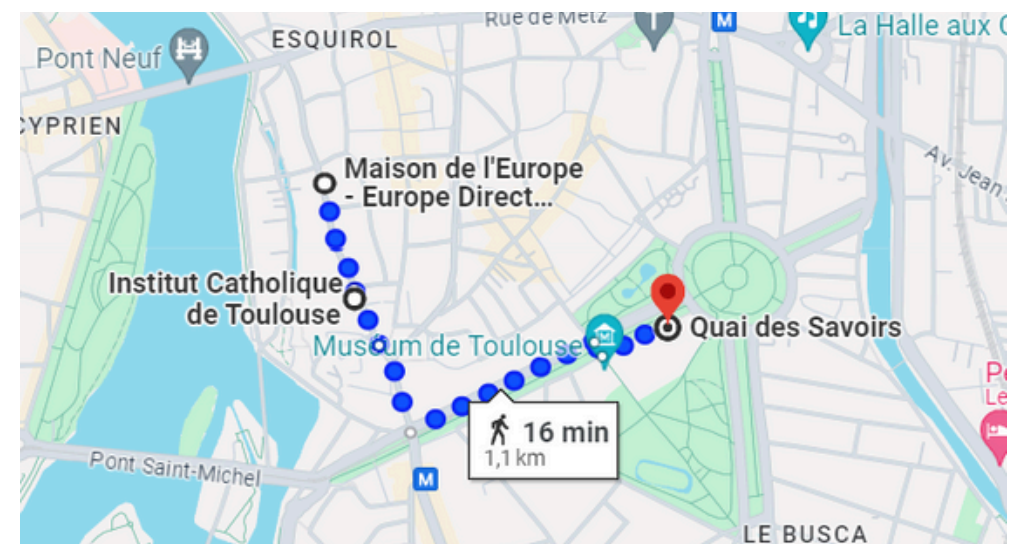 Rue de Metz
M
La Halle aux
ESQUIROL
Pont Neuf
CYPRIEN
Av. Jean-
Maison de l'Europe
- Europe Direct...
Institut Catholique
de Toulouse
Quai des Savoirs
Muséum de Toulouse
16 min
1,1 km
Pont Saint-Michel
M
LE BUSCA